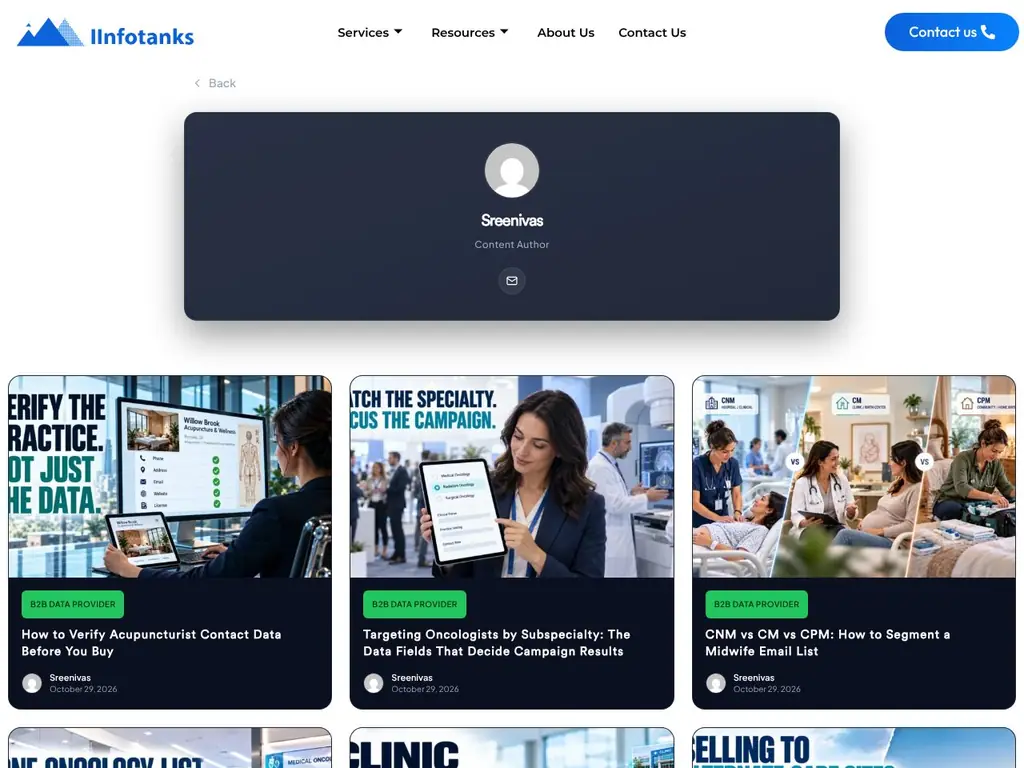 IInfotanks
Services
Resources
About Us
Contact Us
Contact us
Back
Sreenivas
Content Author
ERIFY THE
RACTICE.
OT JUST
HE DATA.
Willow Brook
Acupuncture & Wellness
Phone
Address
Email
Website
License
TCH THE SPECIALTY.
CUS THE CAMPAIGN.
Medical Oncology
Radiation Oncology
Surgical Oncology
CNM
CM
CPM
VS
VS
B2B DATA PROVIDER
How to Verify Acupuncturist Contact Data
Before You Buy
Sreenivas
October 29, 2026
B2B DATA PROVIDER
Targeting Oncologists by Subspecialty: The
Data Fields That Decide Campaign Results
Sreenivas
October 29, 2026
B2B DATA PROVIDER
CNM vs CM vs CPM: How to Segment a
Midwife Email List
Sreenivas
October 29, 2026
NE ONCOLOGY LIST
CLINIC
ELLING TO